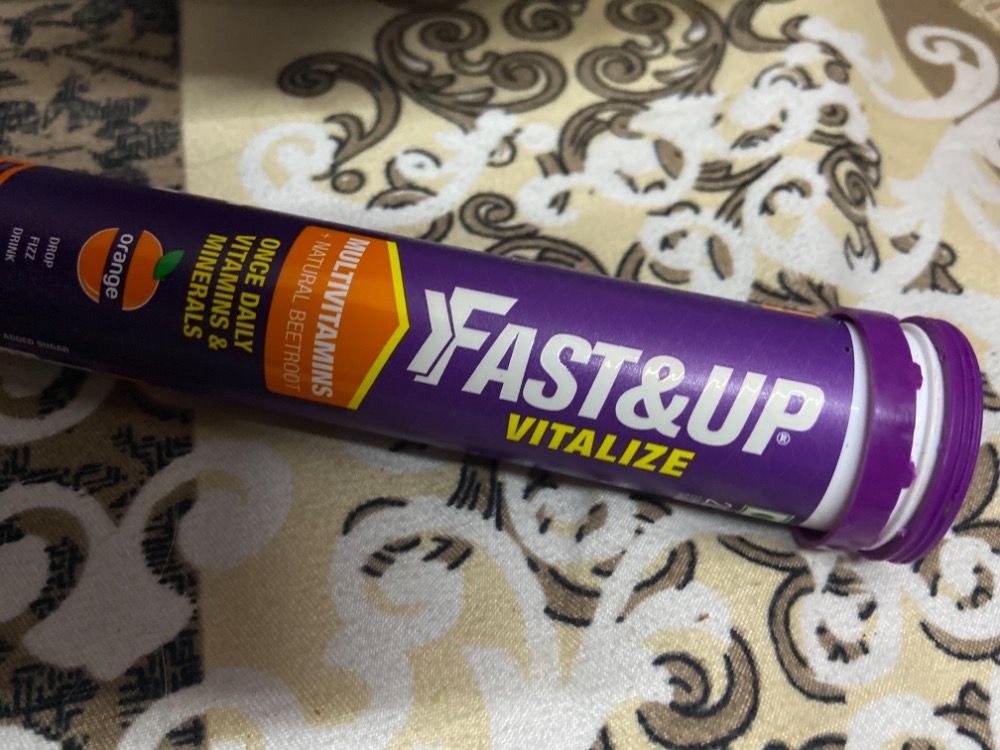 FAST&UP®
VITALIZE
MULTIVITAMINS
+ NATURAL BEETROOT
ONCE DAILY
VITAMINS &
MINERALS
orange
DROP
FIZZ
DRINK
ADDED SUGAR